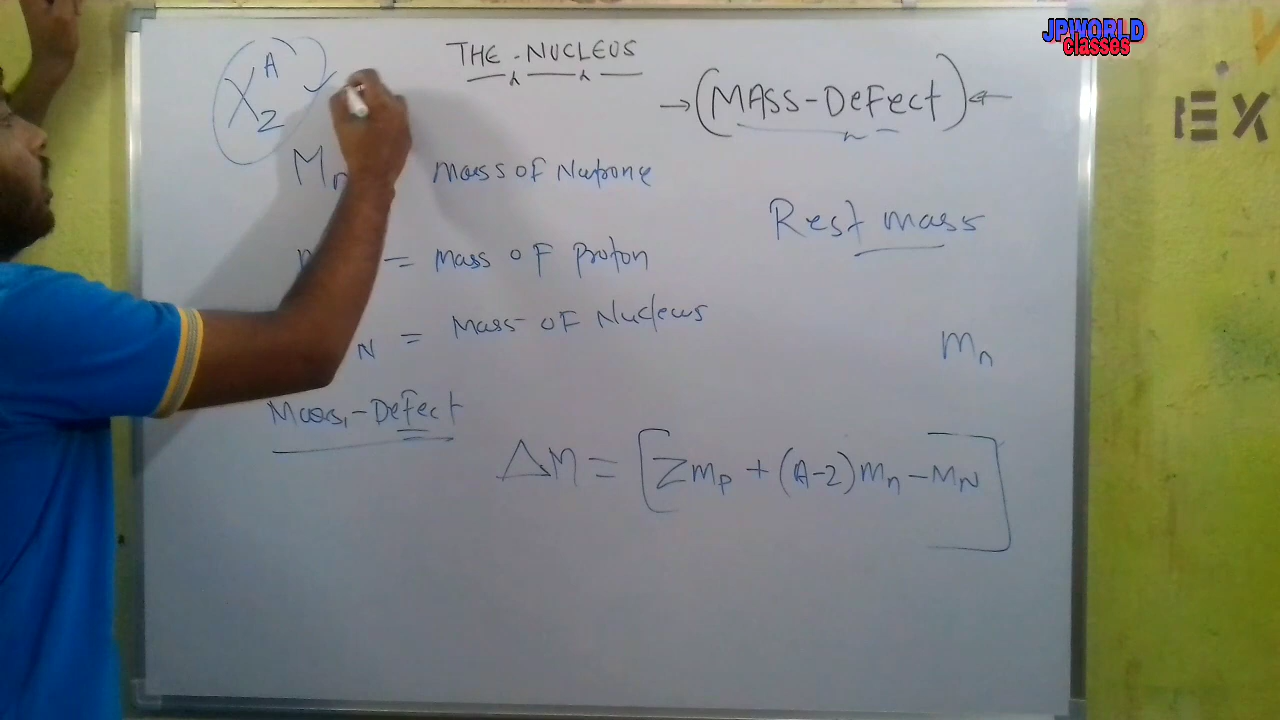 JPWORLD
classes
THE NUCLEUS
X A Z
(MASS-DeFect)
EX
Mn mass of Nutrone
Rest mass
= mass of Proton
N = Mass of Nucleus
mn
Mass-Defect
ΔM = [Zmp + (A-Z)mn - MN]